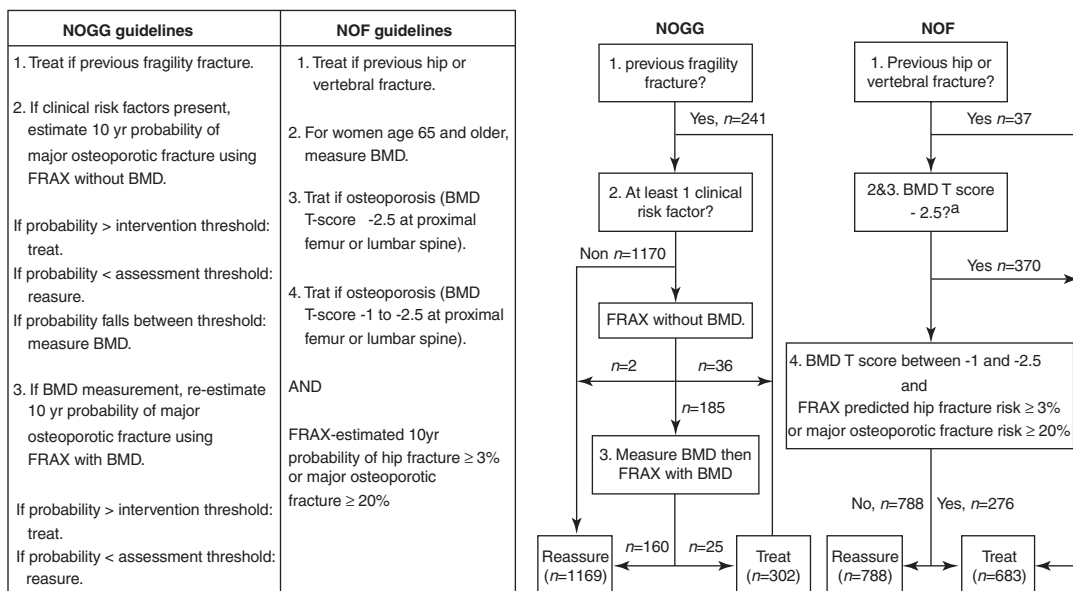 NOGG guidelines
1. Treat if previous fragility fracture.
2. If clinical risk factors present,
estimate 10 yr probability of
major osteoporotic fracture using
FRAX without BMD.
If probability > intervention threshold:
treat.
If probability < assessment threshold:
reasure.
If probability falls between threshold:
measure BMD.
3. If BMD measurement, re-estimate
10 yr probability of major
osteoporotic fracture using
FRAX with BMD.
If probability > intervention threshold:
treat.
If probability < assessment threshold:
reasure.
NOF guidelines
1. Treat if previous hip or
vertebral fracture.
2. For women age 65 and older,
measure BMD.
3. Trat if osteoporosis (BMD
T-score -2.5 at proximal
femur or lumbar spine).
4. Trat if osteoporosis (BMD
T-score -1 to -2.5 at proximal
femur or lumbar spine).
AND
FRAX-estimated 10yr
probability of hip fracture ≥ 3%
or major osteoporotic
fracture ≥ 20%
NOGG
1. previous fragility
fracture?
Yes, n=241
2. At least 1 clinical
risk factor?
Non n=1170
FRAX without BMD.
n=2
n=36
n=185
3. Measure BMD then
FRAX with BMD
n=160
n=25
Reassure
(n=1169)
Treat
(n=302)
NOF
1. Previous hip or
vertebral fracture?
Yes n=37
2&3. BMD T score
- 2.5?a
Yes n=370
4. BMD T score between -1 and -2.5
and
FRAX predicted hip fracture risk ≥ 3%
or major osteoporotic fracture risk ≥ 20%
No, n=788
Yes, n=276
Reassure
(n=788)
Treat
(n=683)